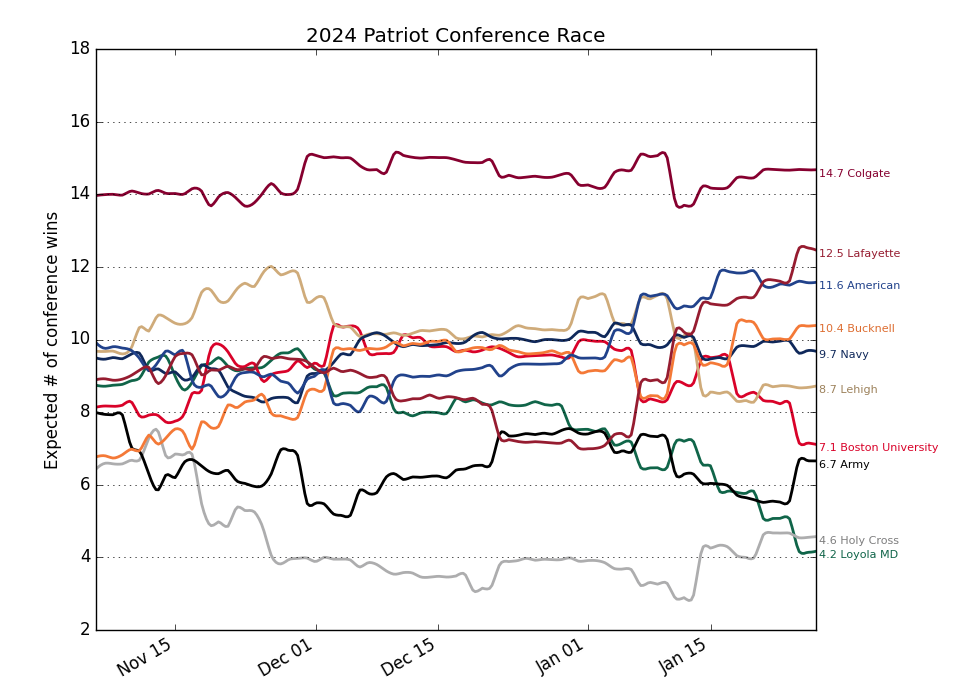 2024 Patriot Conference Race
Expected # of conference wins
18
16
14
12
10
8
6
4
2
Nov 15
Dec 01
Dec 15
Jan 01
Jan 15
14.7 Colgate
12.5 Lafayette
11.6 American
10.4 Bucknell
9.7 Navy
8.7 Lehigh
7.1 Boston University
6.7 Army
4.6 Holy Cross
4.2 Loyola MD